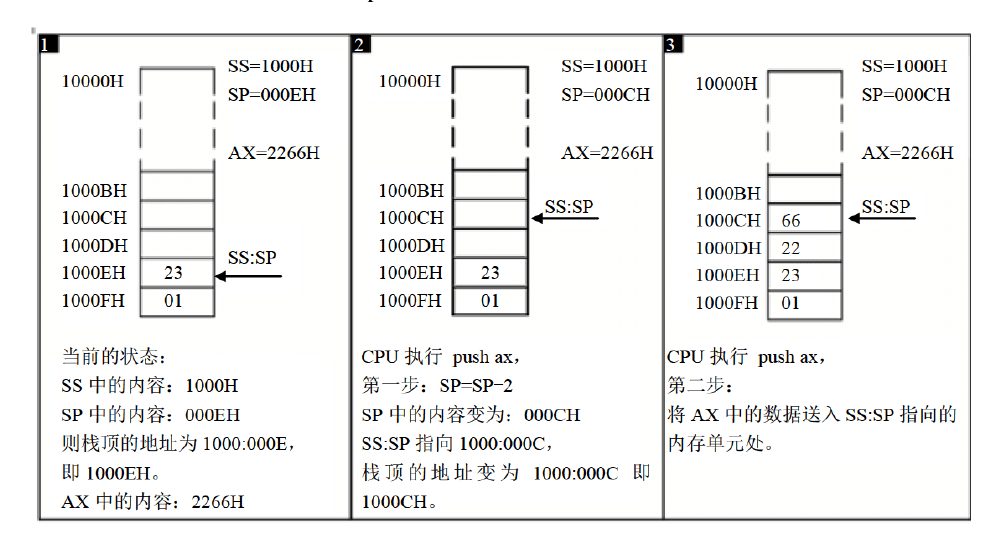 1
10000H
SS=1000H
SP=000EH
AX=2266H
1000BH
1000CH
1000DH
1000EH 23
SS:SP
1000FH 01
当前的状态：
SS 中的内容：1000H
SP 中的内容：000EH
则栈顶的地址为 1000:000E，
即 1000EH。
AX 中的内容：2266H
2
10000H
SS=1000H
SP=000CH
AX=2266H
1000BH
1000CH
SS:SP
1000DH
1000EH 23
1000FH 01
CPU 执行 push ax，
第一步：SP=SP-2
SP 中的内容变为：000CH
SS:SP 指向 1000:000C，
栈顶的地址变为 1000:000C 即
1000CH。
3
10000H
SS=1000H
SP=000CH
AX=2266H
1000BH
1000CH 66
SS:SP
1000DH 22
1000EH 23
1000FH 01
CPU 执行 push ax，
第二步：
将 AX 中的数据送入 SS:SP 指向的
内存单元处。